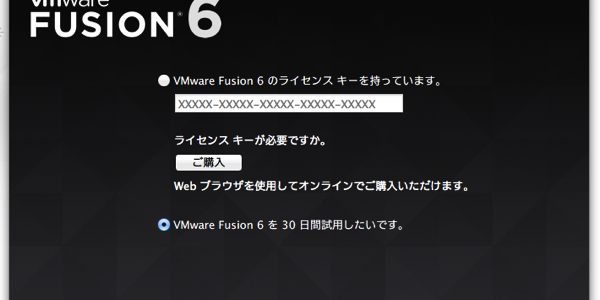 vmware
FUSION® 6
VMware Fusion 6 のライセンス キーを持っています。
XXXXX-XXXXX-XXXXX-XXXXX-XXXXX
ライセンス キーが必要ですか。
ご購入
Web ブラウザを使用してオンラインでご購入いただけます。
VMware Fusion 6 を 30 日間試用したいです。